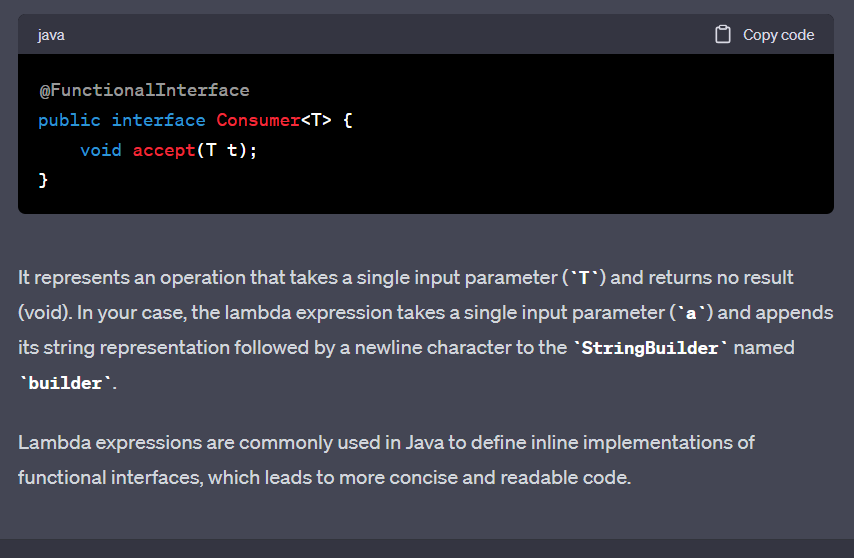 java Copy code
@FunctionalInterface
public interface Consumer<T> {
    void accept(T t);
}
It represents an operation that takes a single input parameter (`T`) and returns no result
(void). In your case, the lambda expression takes a single input parameter (`a`) and appends
its string representation followed by a newline character to the `StringBuilder` named
`builder`.
Lambda expressions are commonly used in Java to define inline implementations of
functional interfaces, which leads to more concise and readable code.